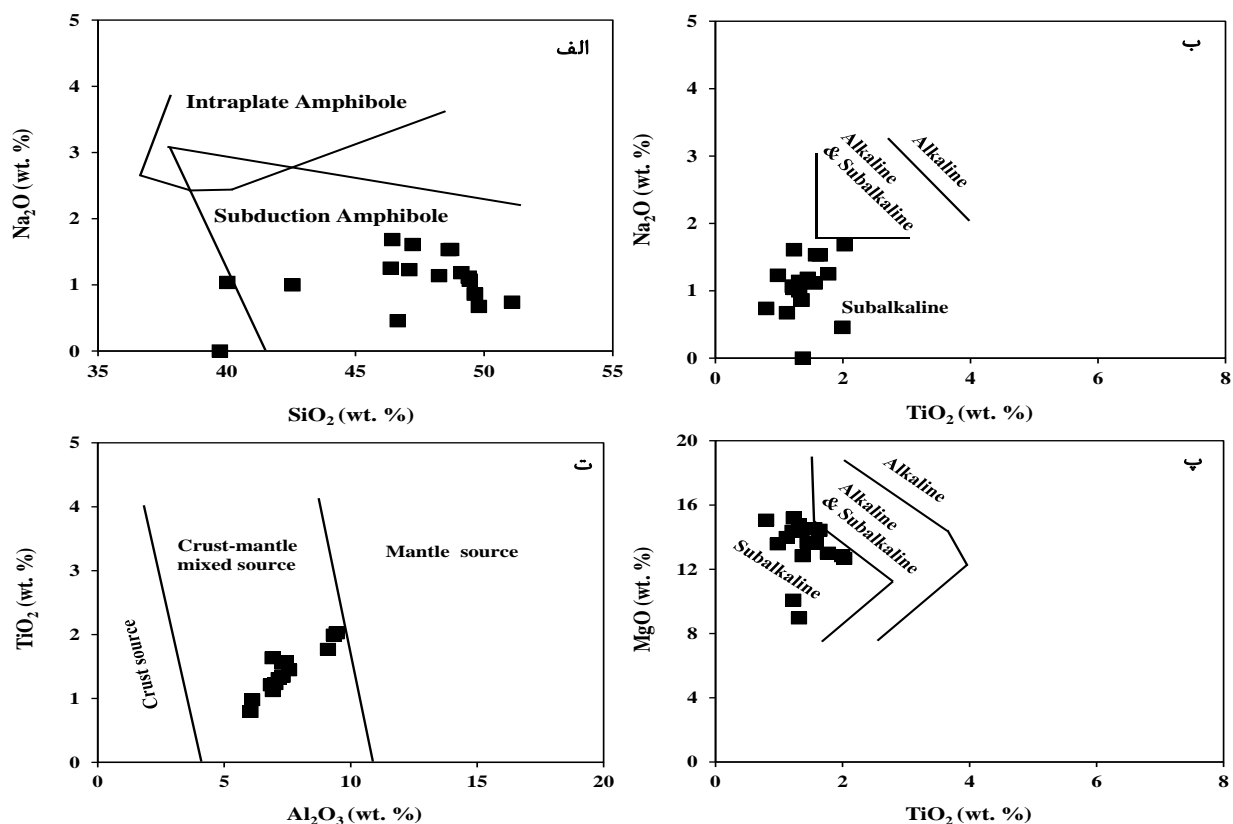 الف
5
4
3
2
1
0
Na₂O (wt. %)
Intraplate Amphibole
Subduction Amphibole
35
40
45
50
55
SiO₂ (wt. %)
ب
5
4
3
2
1
0
Na₂O (wt. %)
Alkaline
& Subalkaline
Alkaline
Subalkaline
0
2
4
6
8
TiO₂ (wt. %)
ت
5
4
3
2
1
0
TiO₂ (wt. %)
Crust source
Crust-mantle
mixed source
Mantle source
0
5
10
15
20
Al₂O₃ (wt. %)
پ
20
16
12
8
4
0
MgO (wt. %)
Subalkaline
Alkaline
& Subalkaline
Alkaline
0
2
4
6
8
TiO₂ (wt. %)